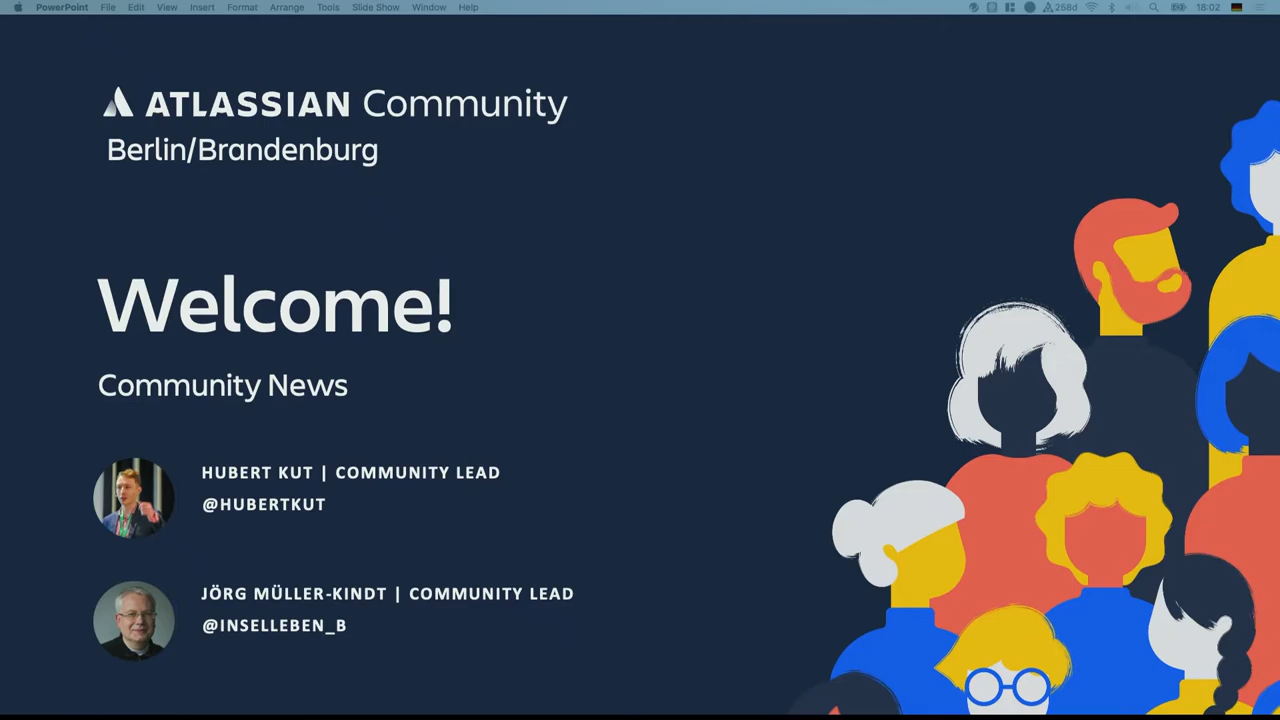 PowerPoint File Edit View Insert Format Arrange Tools Slide Show Window Help 268d 18:02
ATLASSIAN Community
Berlin/Brandenburg
Welcome!
Community News
HUBERT KUT | COMMUNITY LEAD
@HUBERTKUT
JÖRG MÜLLER-KINDT | COMMUNITY LEAD
@INSELLEBEN_B